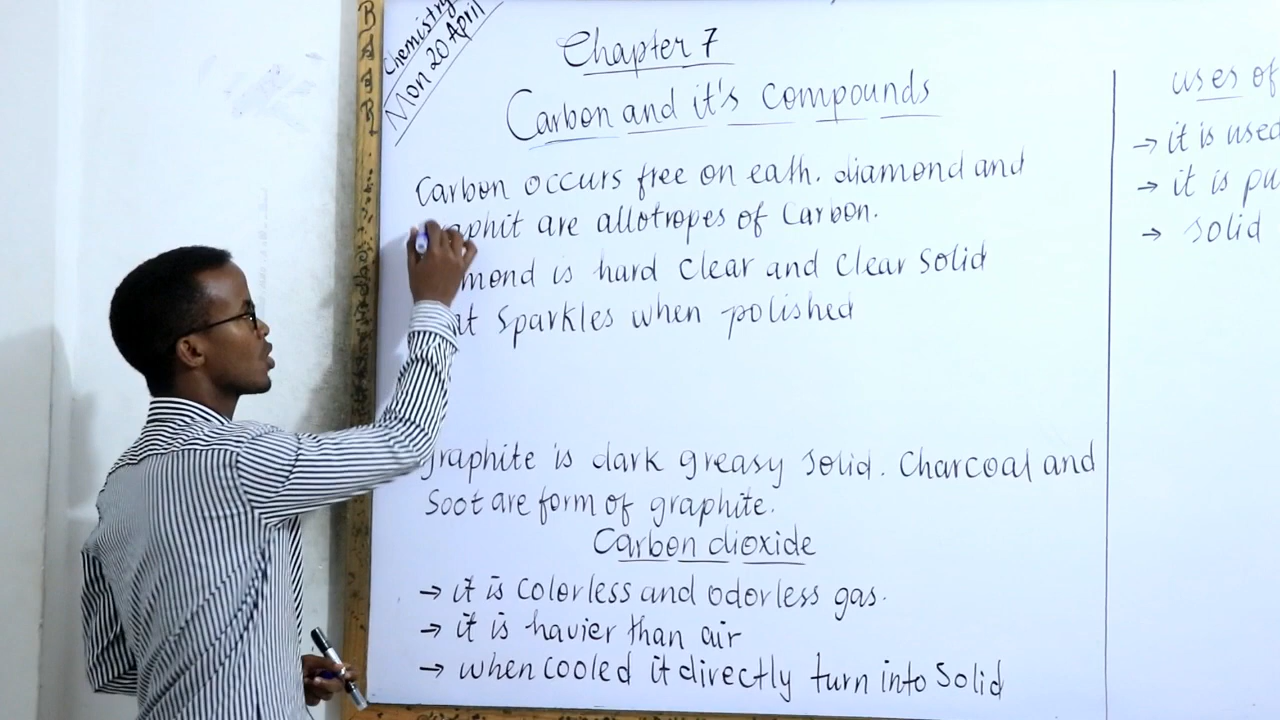 Chemistry
Mon 20 April
Chapter 7
Carbon and it's compounds
Carbon occurs free on eath. diamond and
aphit are allotropes of Carbon.
mond is hard clear and clear solid
at sparkles when polished
graphite is dark greasy solid. Charcoal and
Soot are form of graphite.
Carbon dioxide
→ it is colorless and odorless gas.
→ it is havier than air
→ when cooled it directly turn into solid
uses of
→ it is used
→ it is pu
→ solid